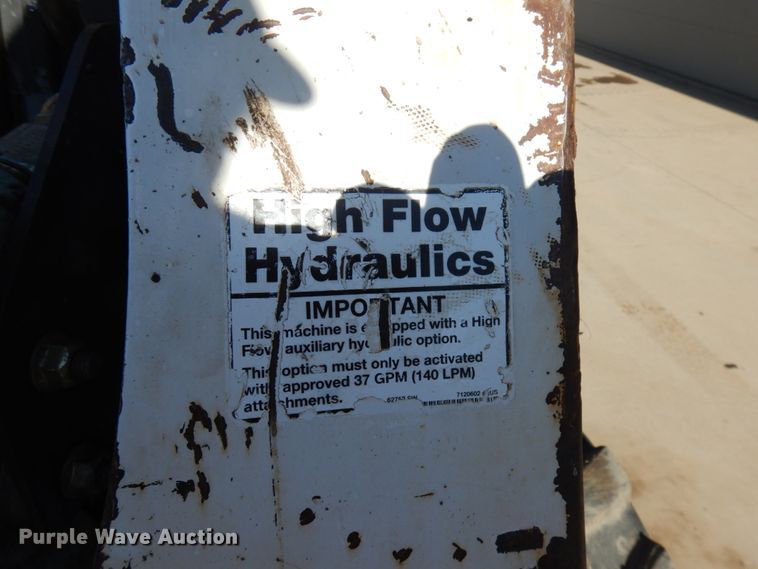 High Flow
Hydraulics
IMPORTANT
This machine is equipped with a High
Flow auxiliary hydraulic option.
This option must only be activated
with approved 37 GPM (140 LPM)
attachments.
7120602
Purple Wave Auction